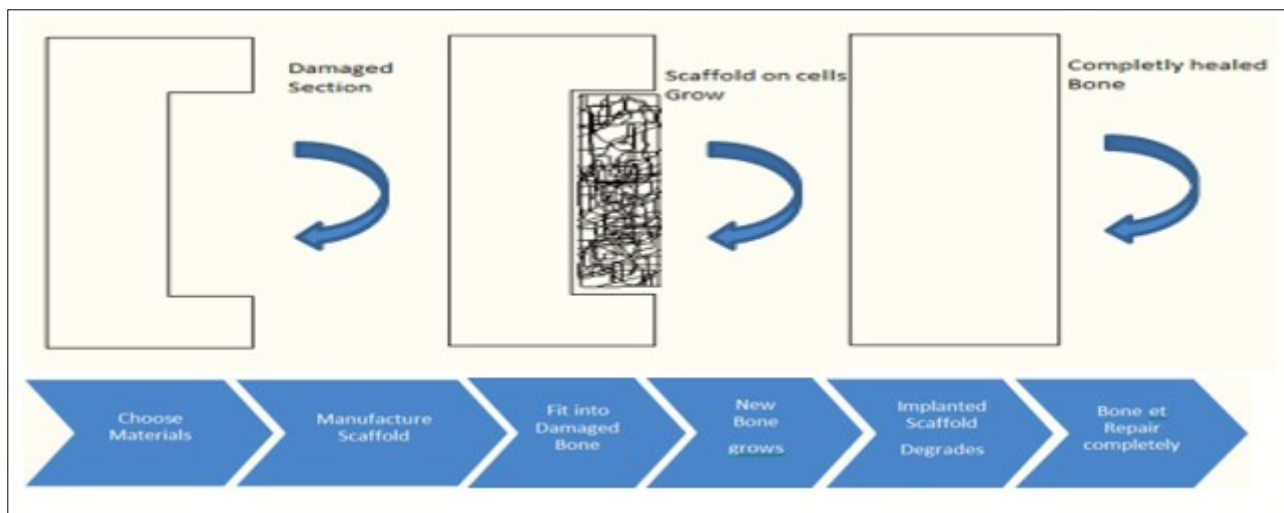 Damaged
Section
Scaffold on cells
Grow
Completly healed
Bone
Choose
Materials
Manufacture
Scaffold
Fit into
Damaged
Bone
New
Bone
grows
Implanted
Scaffold
Degrades
Bone et
Repair
completely